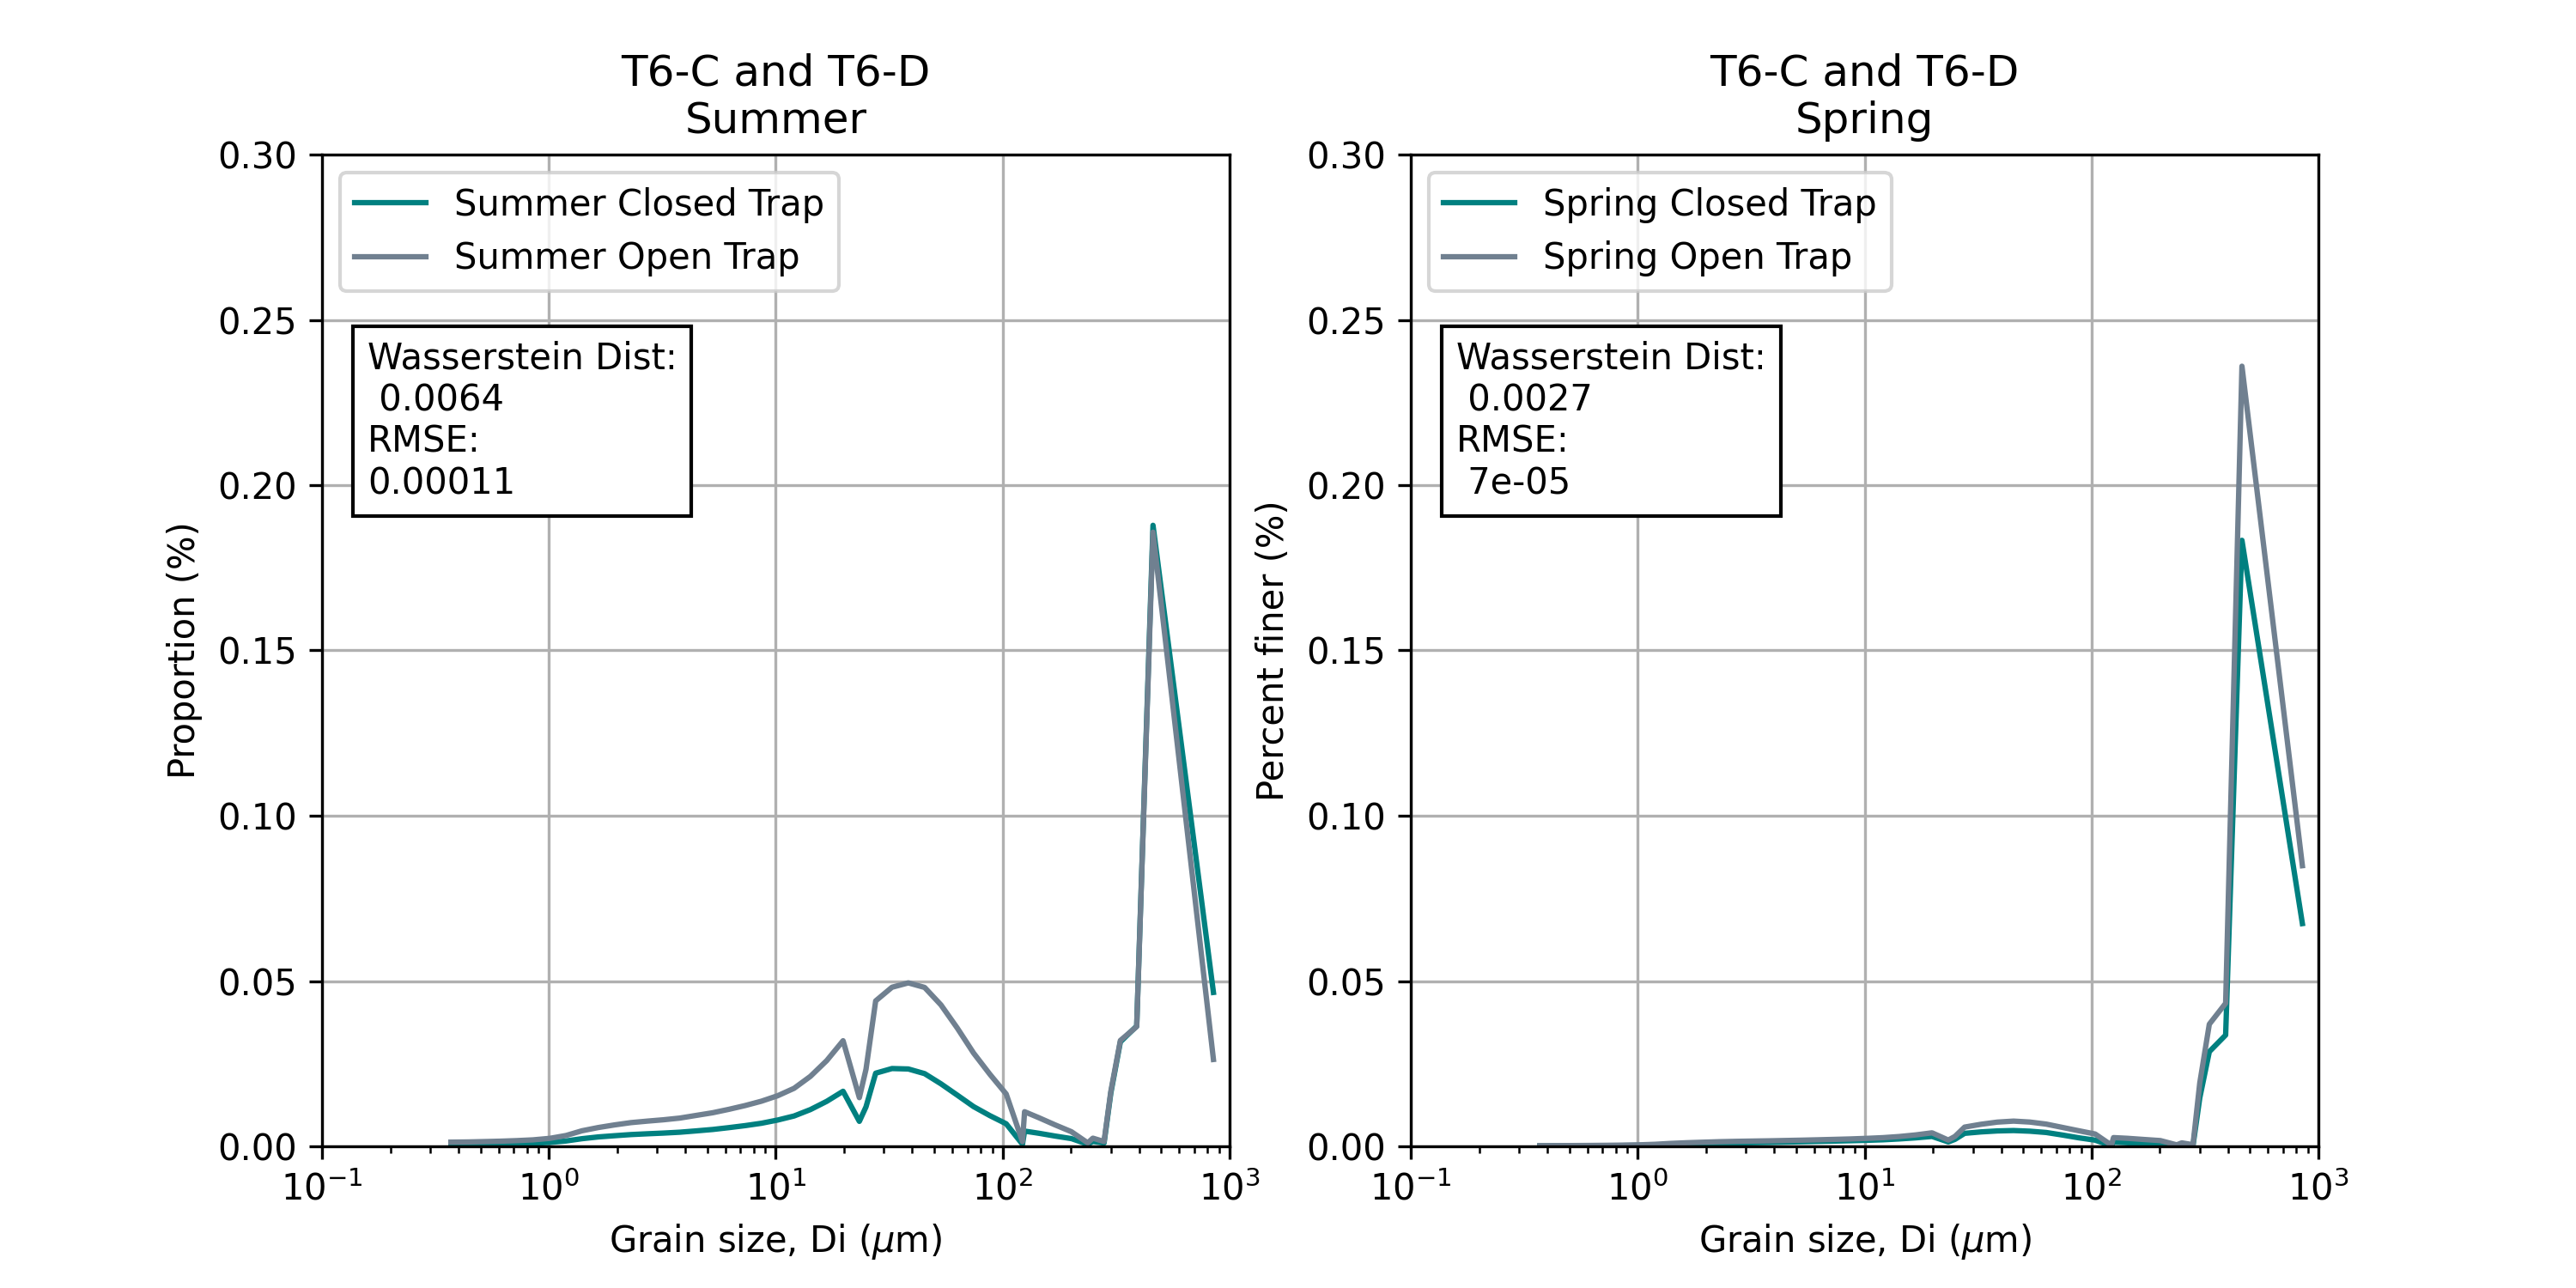 T6-C and T6-D
Summer
0.30
0.25
0.20
0.15
0.10
0.05
0.00
Proportion (%)
Summer Closed Trap
Summer Open Trap
Wasserstein Dist:
0.0064
RMSE:
0.00011
10⁻¹ 10⁰ 10¹ 10² 10³
Grain size, Di (μm)
T6-C and T6-D
Spring
0.30
0.25
0.20
0.15
0.10
0.05
0.00
Percent finer (%)
Spring Closed Trap
Spring Open Trap
Wasserstein Dist:
0.0027
RMSE:
7e-05
10⁻¹ 10⁰ 10¹ 10² 10³
Grain size, Di (μm)